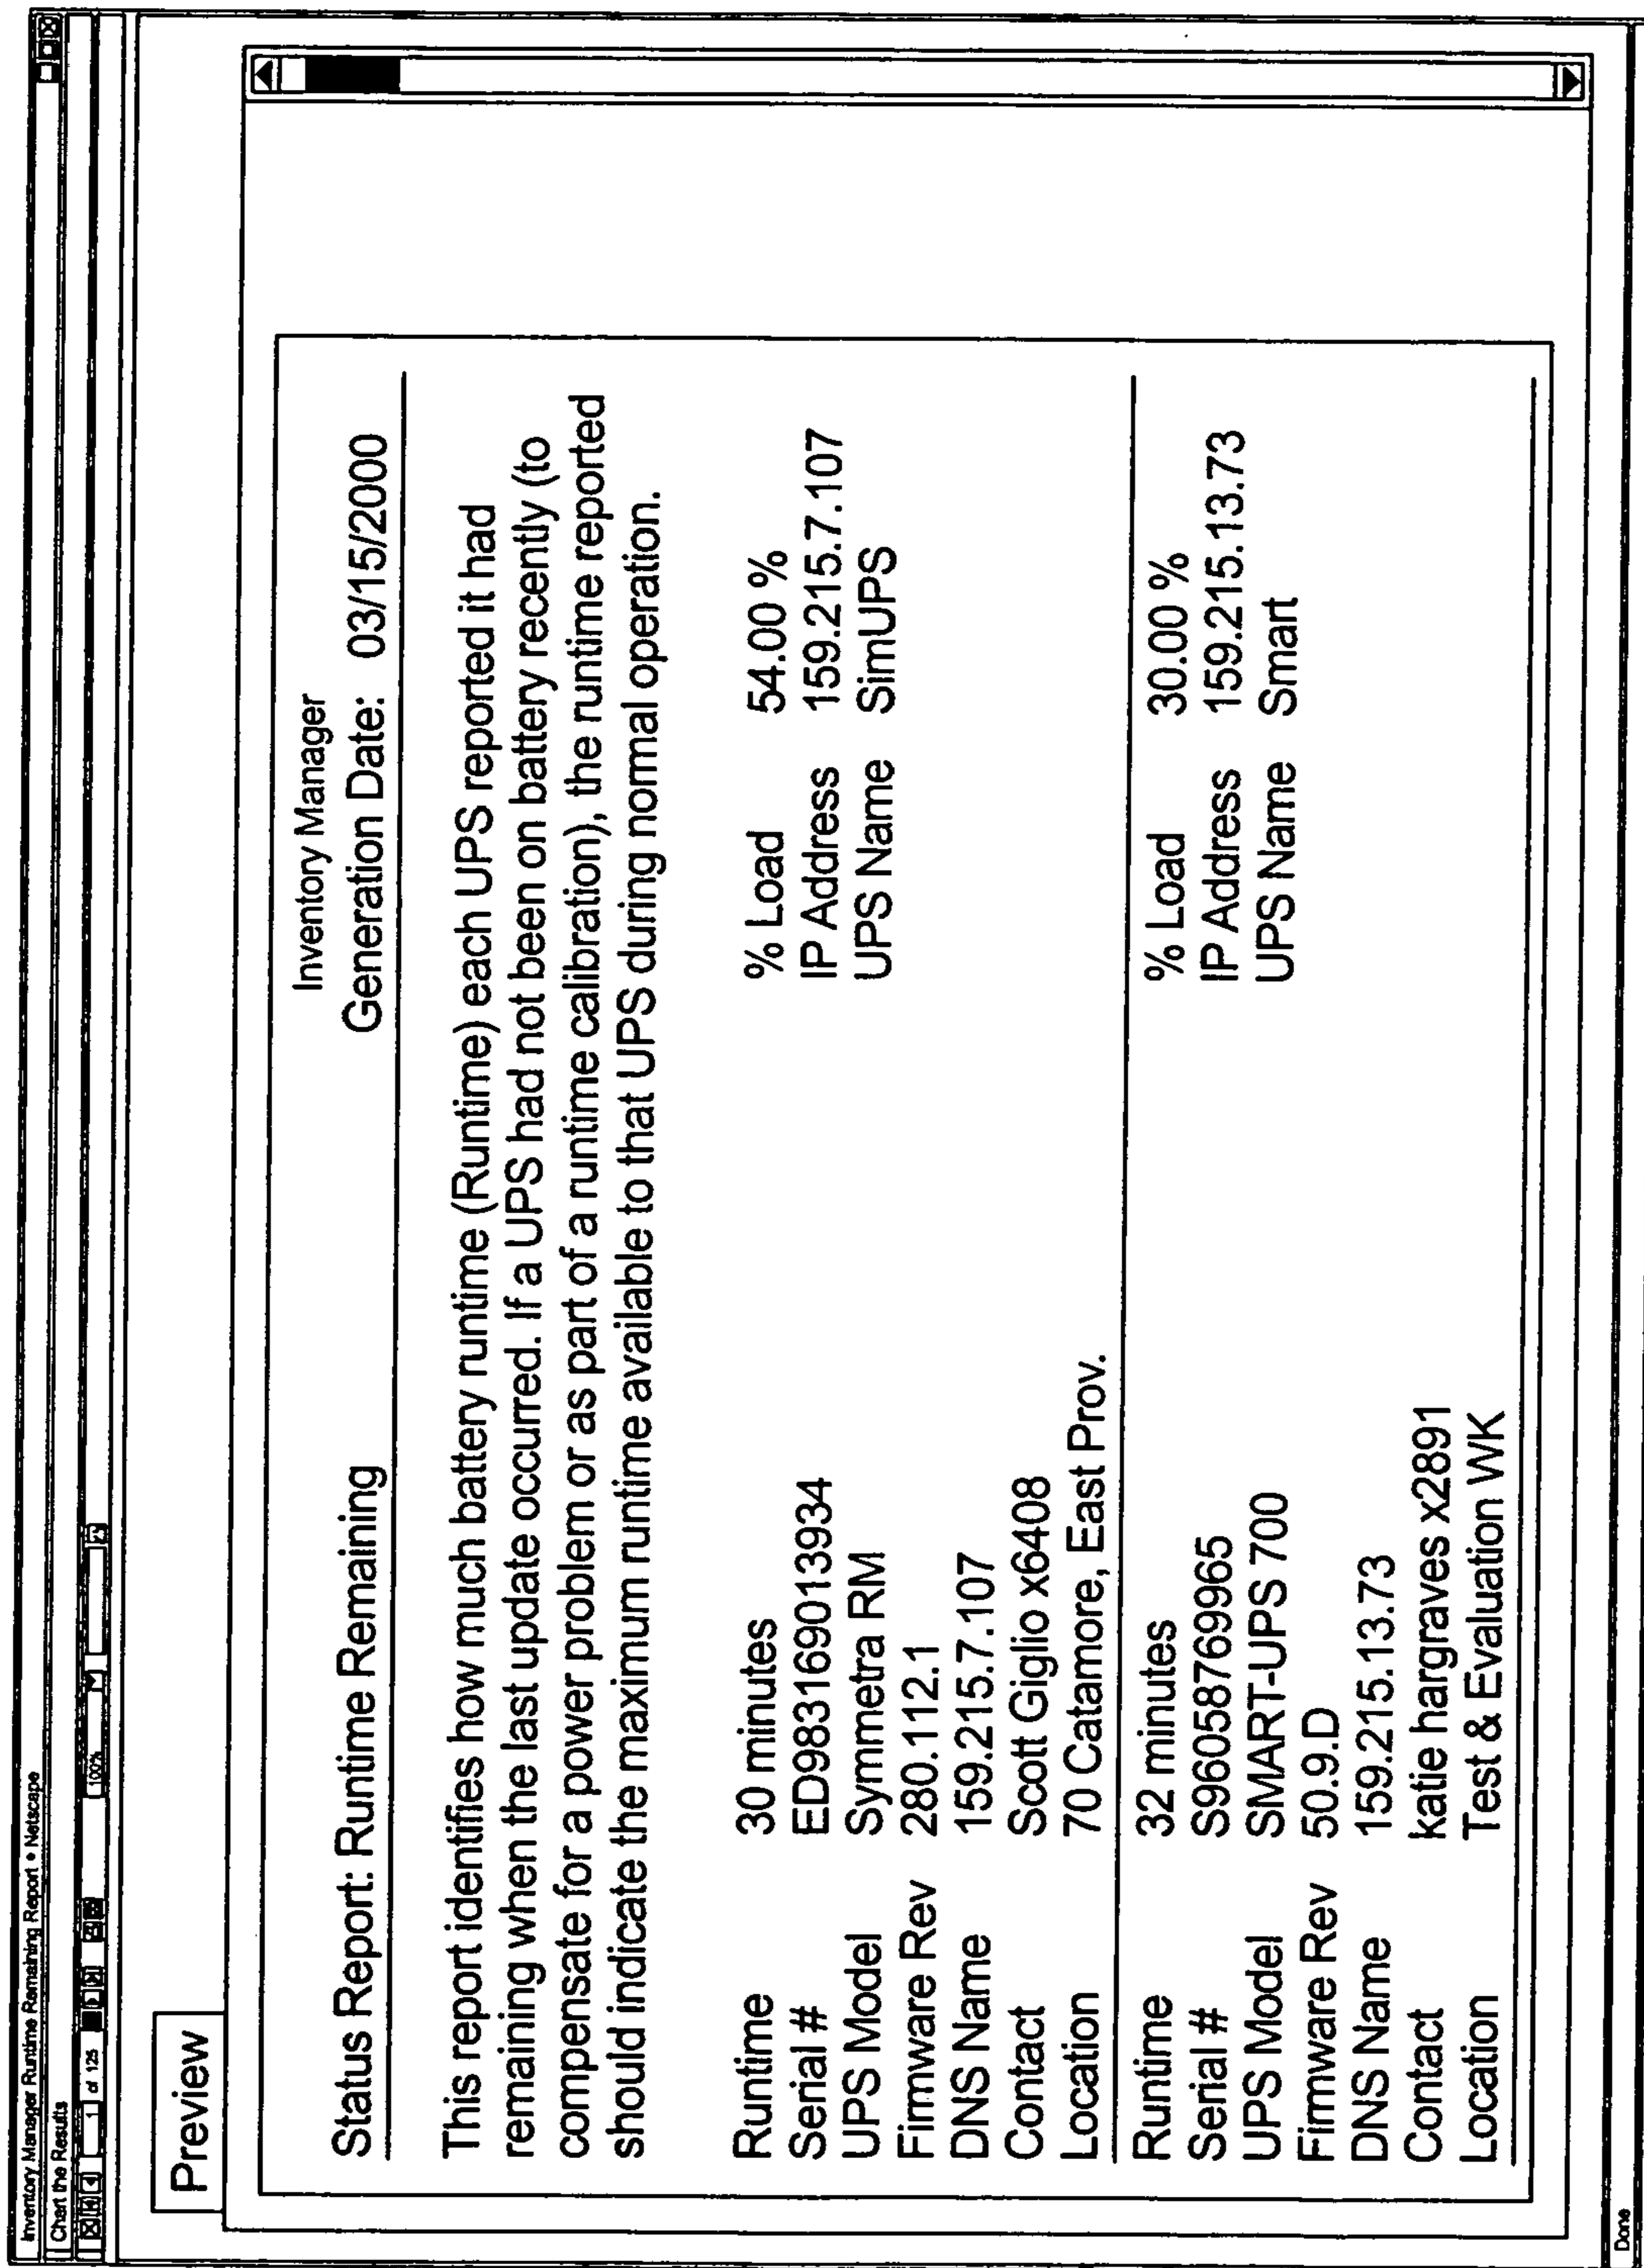 Inventory Manager Runtime Remaining Report • Netscape
Chart the Results
1 of 125 100%
Preview
Inventory Manager
Status Report: Runtime Remaining Generation Date: 03/15/2000
This report identifies how much battery runtime (Runtime) each UPS reported it had
remaining when the last update occurred. If a UPS had not been on battery recently (to
compensate for a power problem or as part of a runtime calibration), the runtime reported
should indicate the maximum runtime available to that UPS during normal operation.
Runtime 30 minutes % Load 54.00 %
Serial # ED9831690013934 IP Address 159.215.7.107
UPS Model Symmetra RM UPS Name SimUPS
Firmware Rev 280.112.1
DNS Name 159.215.7.107
Contact Scott Giglio x6408
Location 70 Catamore, East Prov.
Runtime 32 minutes % Load 30.00 %
Serial # S960587699965 IP Address 159.215.13.73
UPS Model SMART-UPS 700 UPS Name Smart
Firmware Rev 50.9.D
DNS Name 159.215.13.73
Contact katie hargraves x2891
Location Test & Evaluation WK
Done